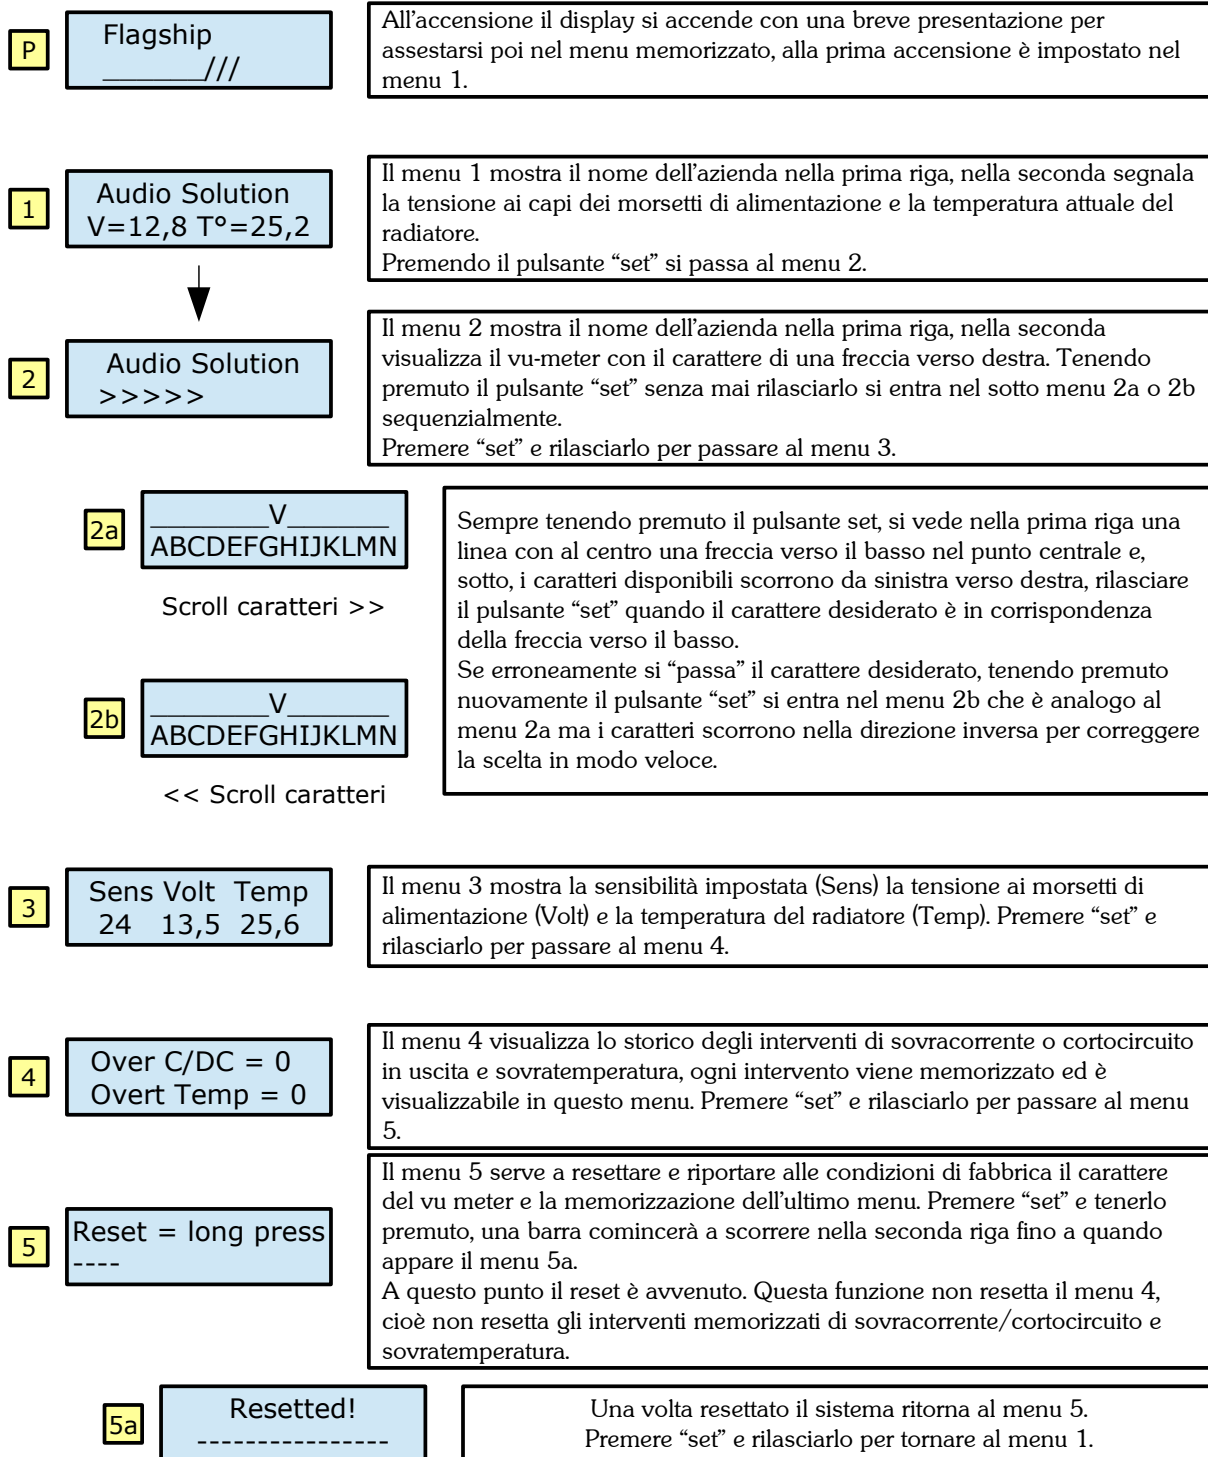 P
Flagship
_______///
All’accensione il display si accende con una breve presentazione per
assestarsi poi nel menu memorizzato, alla prima accensione è impostato nel
menu 1.
1
Audio Solution
V=12,8 T°=25,2
Il menu 1 mostra il nome dell’azienda nella prima riga, nella seconda segnala
la tensione ai capi dei morsetti di alimentazione e la temperatura attuale del
radiatore.
Premendo il pulsante “set” si passa al menu 2.
2
Audio Solution
>>>>>
Il menu 2 mostra il nome dell’azienda nella prima riga, nella seconda
visualizza il vu-meter con il carattere di una freccia verso destra. Tenendo
premuto il pulsante “set” senza mai rilasciarlo si entra nel sotto menu 2a o 2b
sequenzialmente.
Premere “set” e rilasciarlo per passare al menu 3.
2a
________V_______
ABCDEFGHIJKLMN
Scroll caratteri >>
2b
________V_______
ABCDEFGHIJKLMN
<< Scroll caratteri
Sempre tenendo premuto il pulsante set, si vede nella prima riga una
linea con al centro una freccia verso il basso nel punto centrale e,
sotto, i caratteri disponibili scorrono da sinistra verso destra, rilasciare
il pulsante “set” quando il carattere desiderato è in corrispondenza
della freccia verso il basso.
Se erroneamente si “passa” il carattere desiderato, tenendo premuto
nuovamente il pulsante “set” si entra nel menu 2b che è analogo al
menu 2a ma i caratteri scorrono nella direzione inversa per correggere
la scelta in modo veloce.
3
Sens Volt Temp
24 13,5 25,6
Il menu 3 mostra la sensibilità impostata (Sens) la tensione ai morsetti di
alimentazione (Volt) e la temperatura del radiatore (Temp). Premere “set” e
rilasciarlo per passare al menu 4.
4
Over C/DC = 0
Overt Temp = 0
Il menu 4 visualizza lo storico degli interventi di sovracorrente o cortocircuito
in uscita e sovratemperatura, ogni intervento viene memorizzato ed è
visualizzabile in questo menu. Premere “set” e rilasciarlo per passare al menu
5.
5
Reset = long press
----
Il menu 5 serve a resettare e riportare alle condizioni di fabbrica il carattere
del vu meter e la memorizzazione dell’ultimo menu. Premere “set” e tenerlo
premuto, una barra comincerà a scorrere nella seconda riga fino a quando
appare il menu 5a.
A questo punto il reset è avvenuto. Questa funzione non resetta il menu 4,
cioè non resetta gli interventi memorizzati di sovracorrente/cortocircuito e
sovratemperatura.
5a
Resetted!
----------------
Una volta resettato il sistema ritorna al menu 5.
Premere “set” e rilasciarlo per tornare al menu 1.